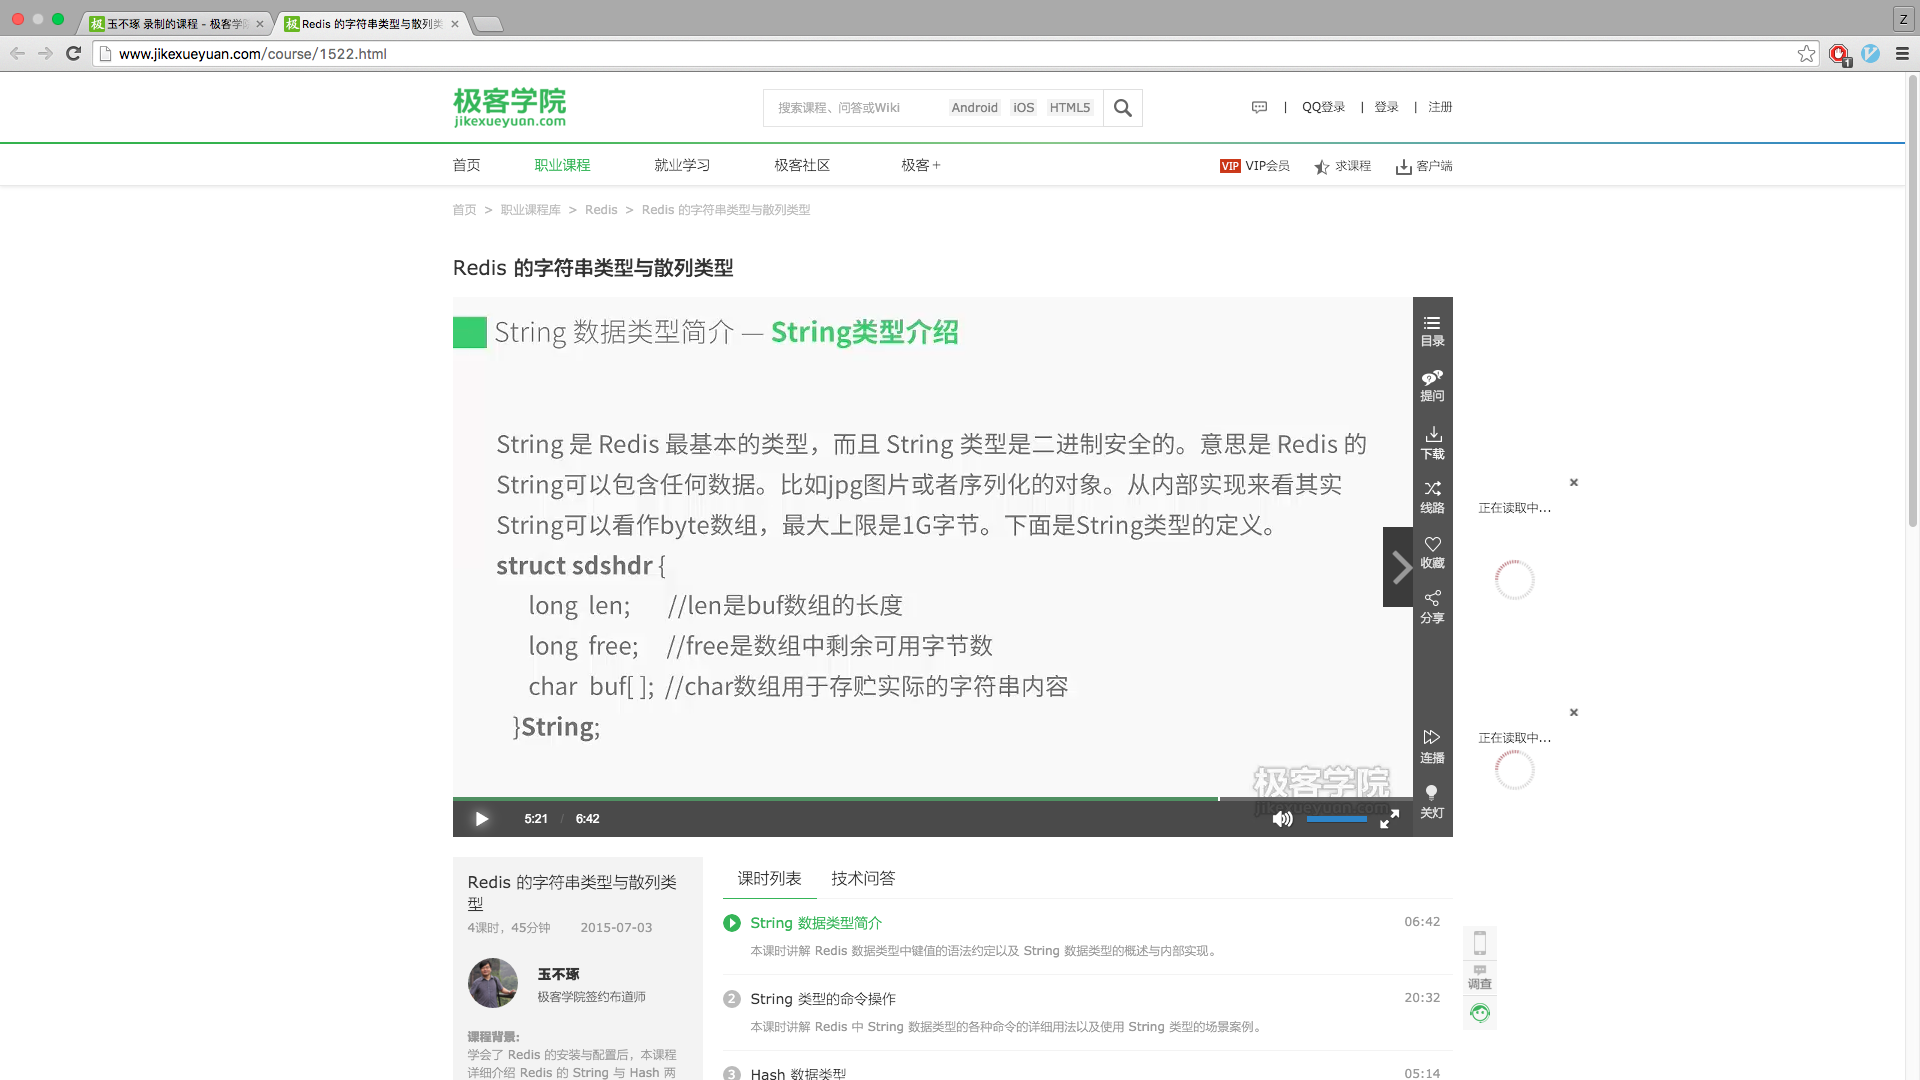 玉不琢 录制的课程 - 极客学
Redis 的字符串类型与散列类
Z
www.jikexueyuan.com/course/1522.html
极客学院
jikexueyuan.com
搜索课程、问答或Wiki Android iOS HTML5
| QQ登录 | 登录 | 注册
首页 职业课程 就业学习 极客社区 极客+
VIP VIP会员 求课程 客户端
首页 > 职业课程库 > Redis > Redis 的字符串类型与散列类型
Redis 的字符串类型与散列类型
String 数据类型简介 — String类型介绍
String 是 Redis 最基本的类型，而且 String 类型是二进制安全的。意思是 Redis 的
String可以包含任何数据。比如jpg图片或者序列化的对象。从内部实现来看其实
String可以看作byte数组，最大上限是1G字节。下面是String类型的定义。
struct sdshdr {
long len; //len是buf数组的长度
long free; //free是数组中剩余可用字节数
char buf[ ]; //char数组用于存贮实际的字符串内容
}String;
极客学院
jikexueyuan.com
5:21 / 6:42
目录
提问
下载
线路
收藏
分享
连播
关灯
正在读取中...
正在读取中...
Redis 的字符串类型与散列类
型
4课时，45分钟 2015-07-03
玉不琢
极客学院签约布道师
课程背景:
学会了 Redis 的安装与配置后，本课程
详细介绍 Redis 的 String 与 Hash 两
课时列表 技术问答
String 数据类型简介 06:42
本课时讲解 Redis 数据类型中键值的语法约定以及 String 数据类型的概述与内部实现。
2 String 类型的命令操作 20:32
本课时讲解 Redis 中 String 数据类型的各种命令的详细用法以及使用 String 类型的场景案例。
3 Hash 数据类型 05:14
调查